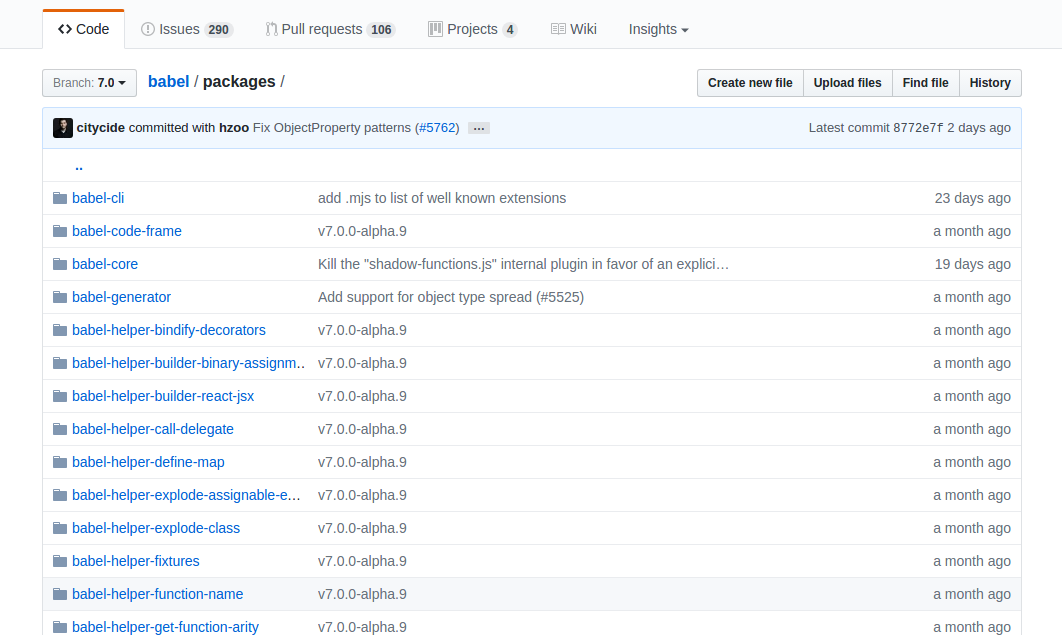 Code Issues 290 Pull requests 106 Projects 4 Wiki Insights
Branch: 7.0 babel / packages / Create new file Upload files Find file History
citycide committed with hzoo Fix ObjectProperty patterns (#5762) … Latest commit 8772e7f 2 days ago
..
babel-cli add .mjs to list of well known extensions 23 days ago
babel-code-frame v7.0.0-alpha.9 a month ago
babel-core Kill the "shadow-functions.js" internal plugin in favor of an explici… 19 days ago
babel-generator Add support for object type spread (#5525) a month ago
babel-helper-bindify-decorators v7.0.0-alpha.9 a month ago
babel-helper-builder-binary-assignm… v7.0.0-alpha.9 a month ago
babel-helper-builder-react-jsx v7.0.0-alpha.9 a month ago
babel-helper-call-delegate v7.0.0-alpha.9 a month ago
babel-helper-define-map v7.0.0-alpha.9 a month ago
babel-helper-explode-assignable-e… v7.0.0-alpha.9 a month ago
babel-helper-explode-class v7.0.0-alpha.9 a month ago
babel-helper-fixtures v7.0.0-alpha.9 a month ago
babel-helper-function-name v7.0.0-alpha.9 a month ago
babel-helper-get-function-arity v7.0.0-alpha.9 a month ago